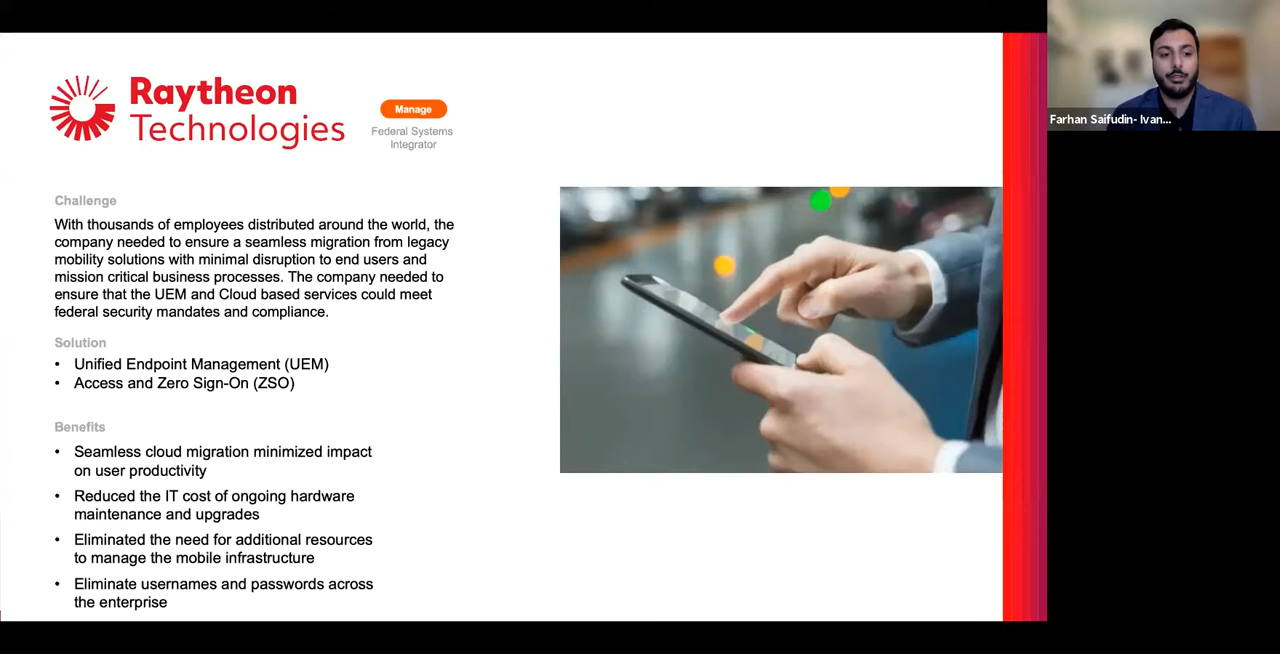 Raytheon
Technologies
Manage
Federal Systems
Integrator
Challenge
With thousands of employees distributed around the world, the
company needed to ensure a seamless migration from legacy
mobility solutions with minimal disruption to end users and
mission critical business processes. The company needed to
ensure that the UEM and Cloud based services could meet
federal security mandates and compliance.
Solution
• Unified Endpoint Management (UEM)
• Access and Zero Sign-On (ZSO)
Benefits
• Seamless cloud migration minimized impact
on user productivity
• Reduced the IT cost of ongoing hardware
maintenance and upgrades
• Eliminated the need for additional resources
to manage the mobile infrastructure
• Eliminate usernames and passwords across
the enterprise
Farhan Saifudin- Ivan...